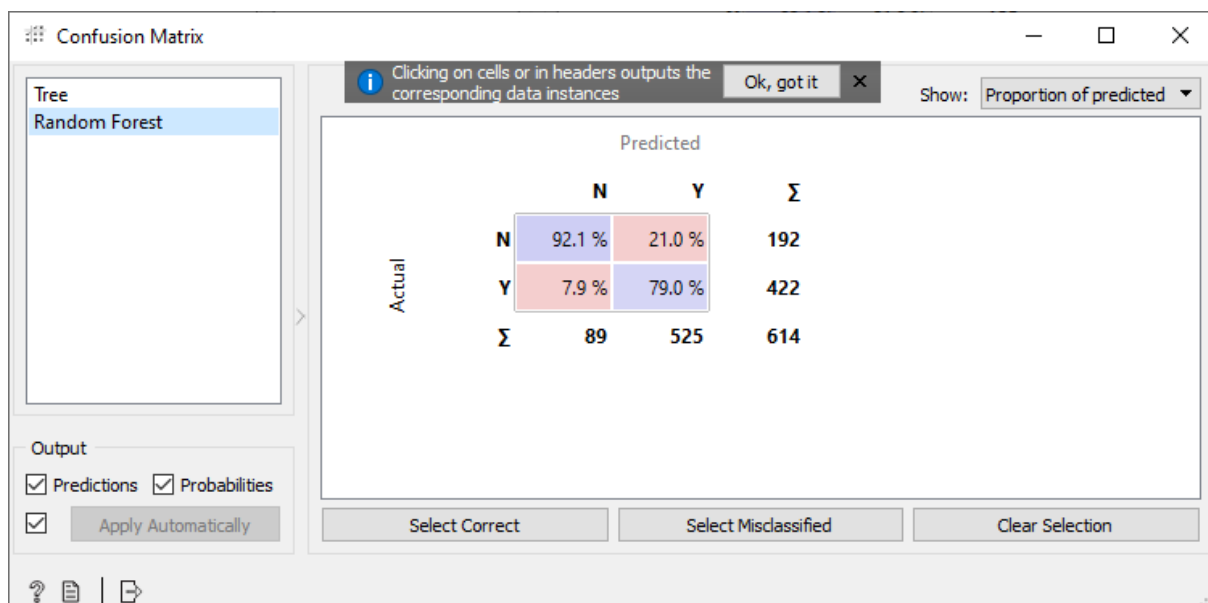 Confusion Matrix
Tree
Random Forest
Clicking on cells or in headers outputs the
corresponding data instances
Ok, got it
Show: Proportion of predicted
Predicted
N Y Σ
Actual
N 92.1 % 21.0 % 192
Y 7.9 % 79.0 % 422
Σ 89 525 614
Output
Predictions Probabilities
Apply Automatically
Select Correct Select Misclassified Clear Selection